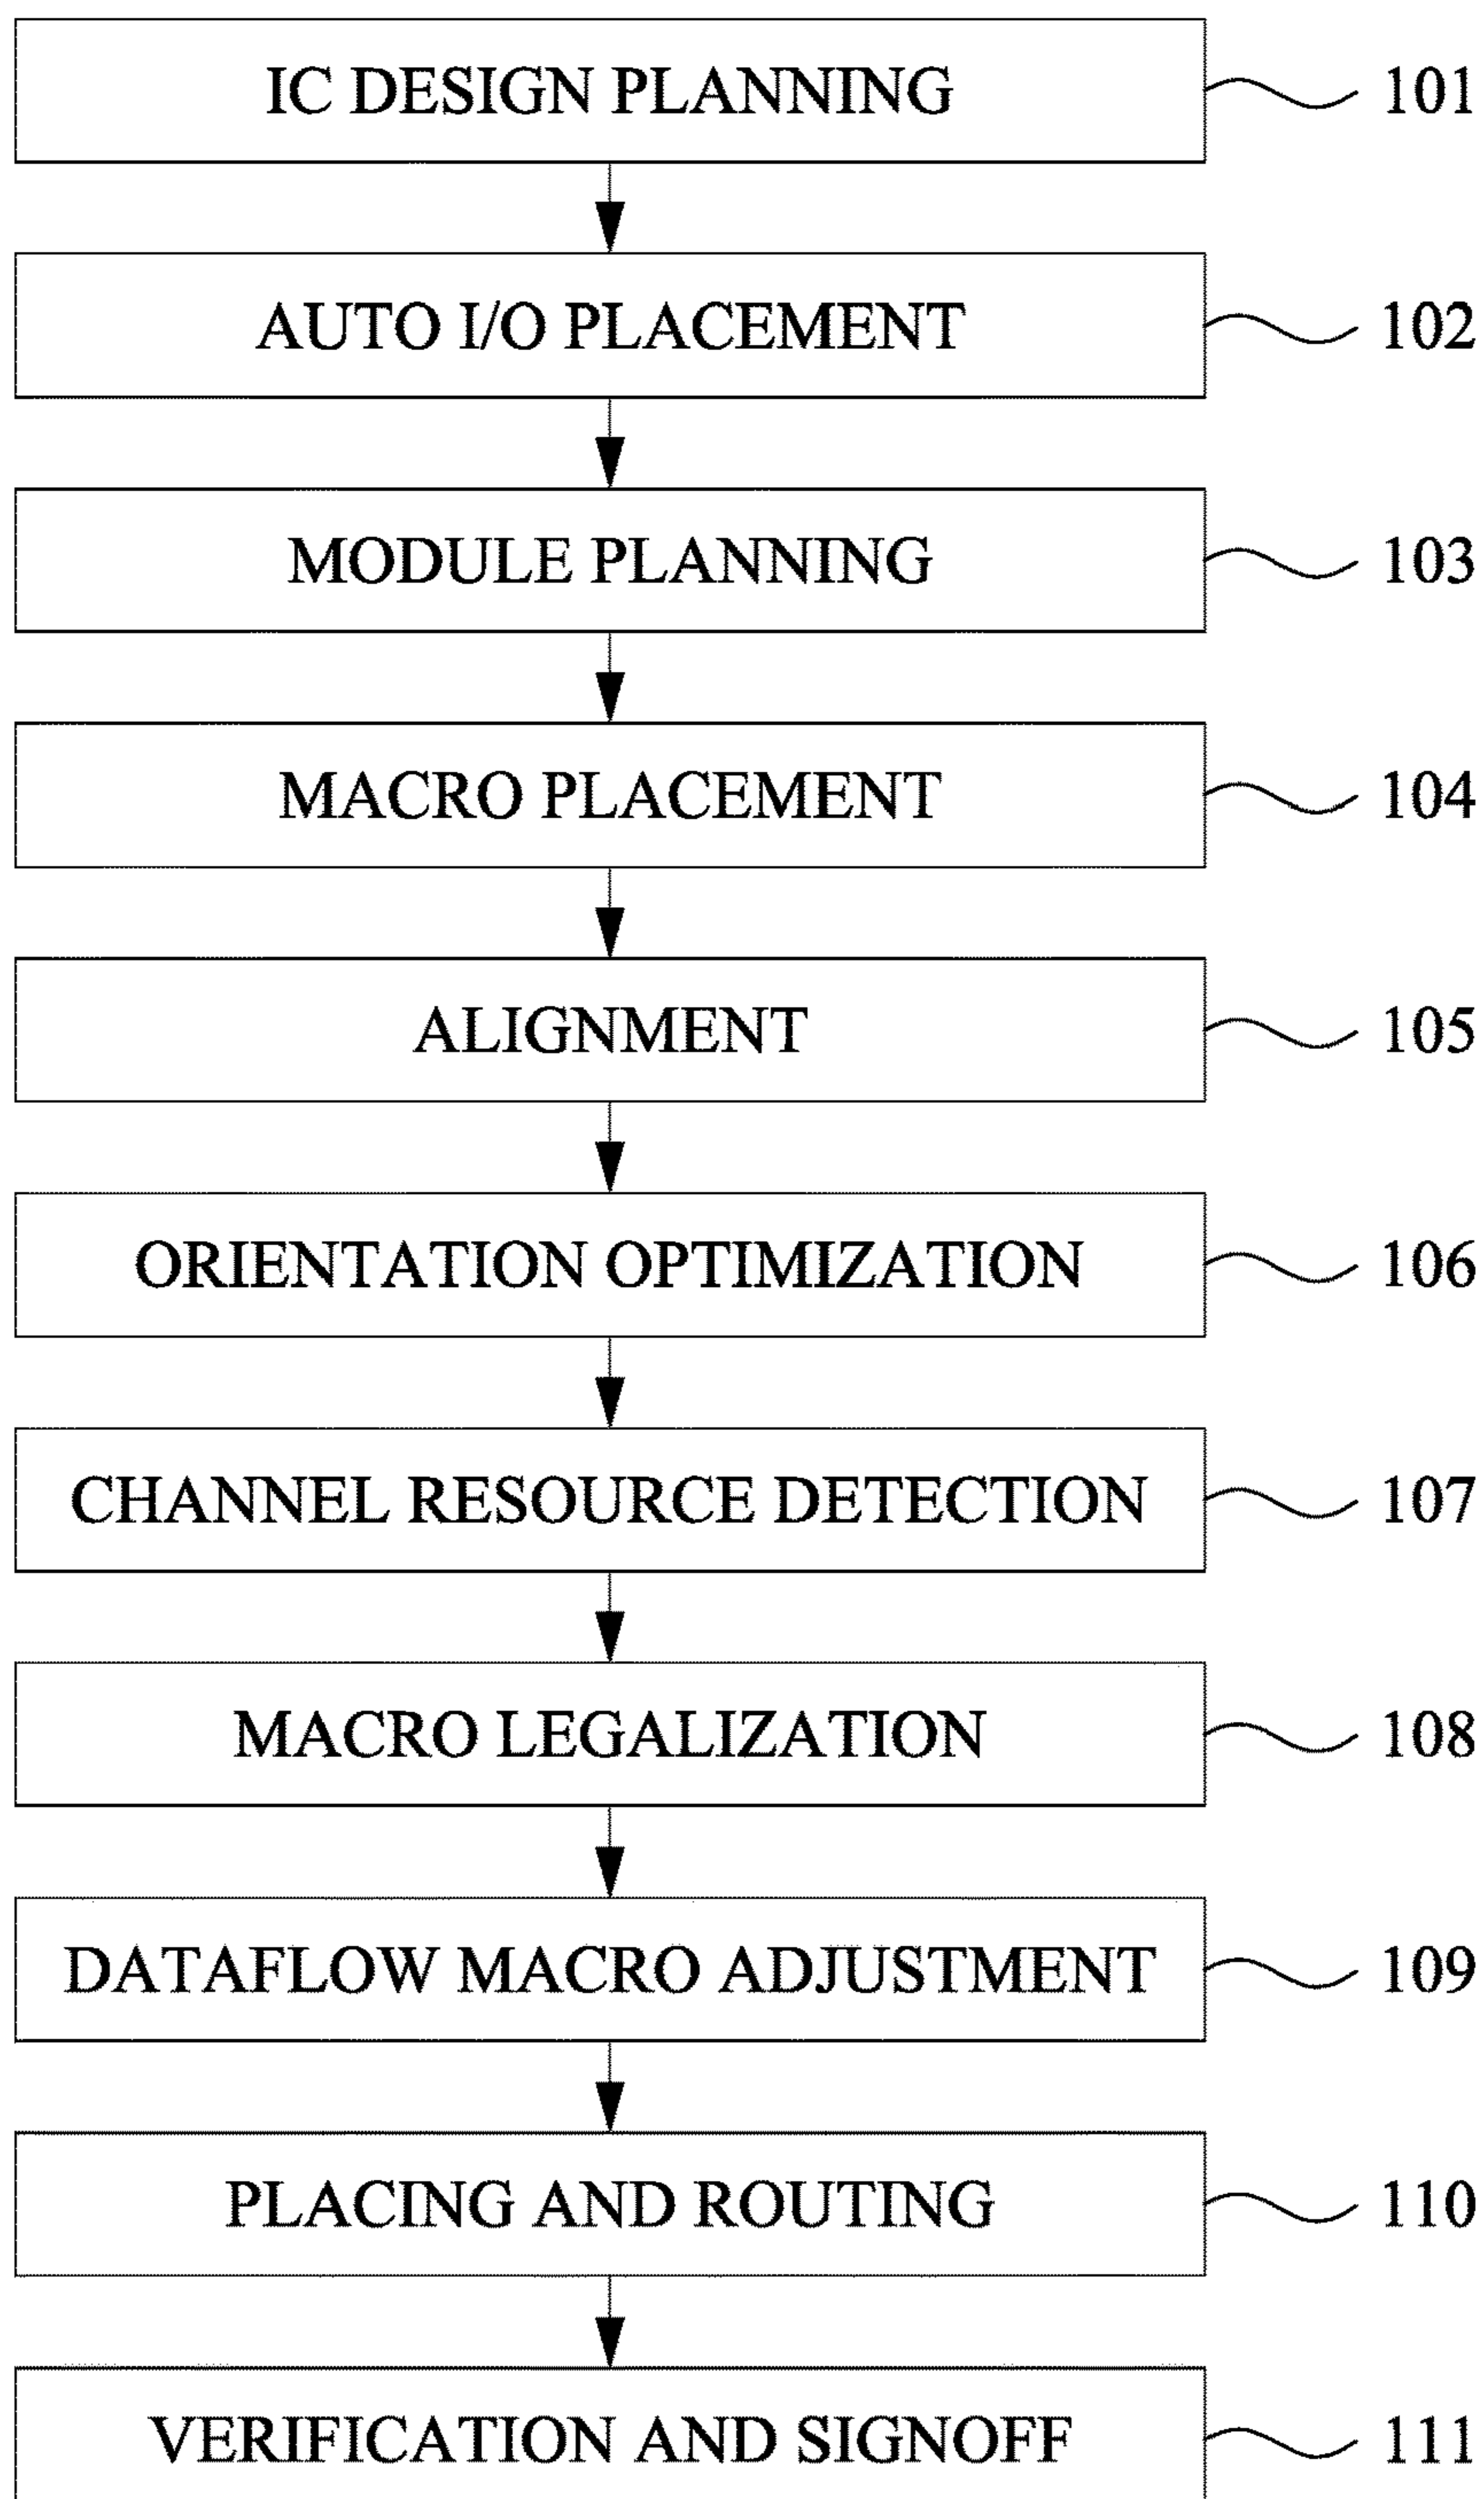 IC DESIGN PLANNING 101
AUTO I/O PLACEMENT 102
MODULE PLANNING 103
MACRO PLACEMENT 104
ALIGNMENT 105
ORIENTATION OPTIMIZATION 106
CHANNEL RESOURCE DETECTION 107
MACRO LEGALIZATION 108
DATAFLOW MACRO ADJUSTMENT 109
PLACING AND ROUTING 110
VERIFICATION AND SIGNOFF 111